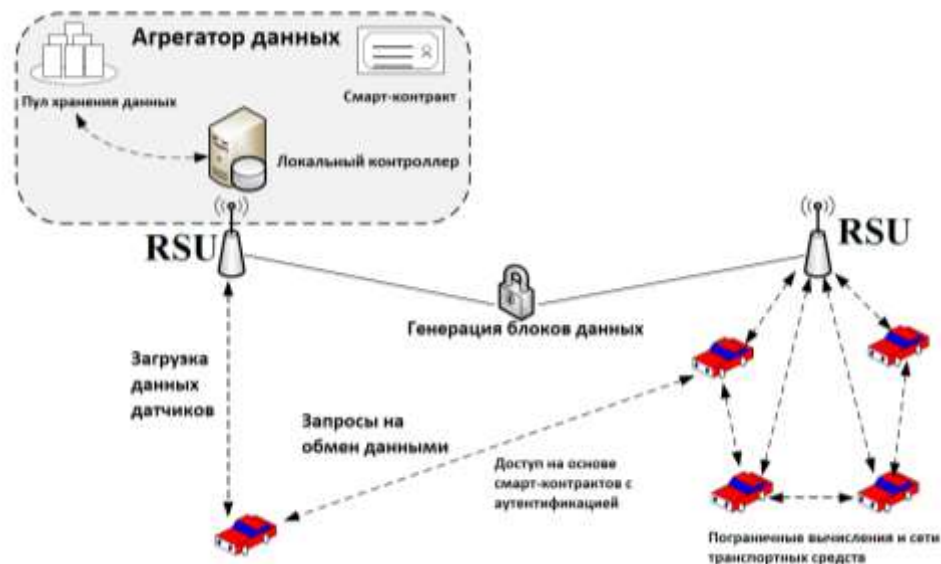 Агрегатор данных
Пул хранения данных
Смарт-контракт
Локальный контроллер
RSU
RSU
Генерация блоков данных
Загрузка
данных
датчиков
Запросы на
обмен данными
Доступ на основе
смарт-контрактов с
аутентификацией
Пограничные вычисления и сети
транспортных средств